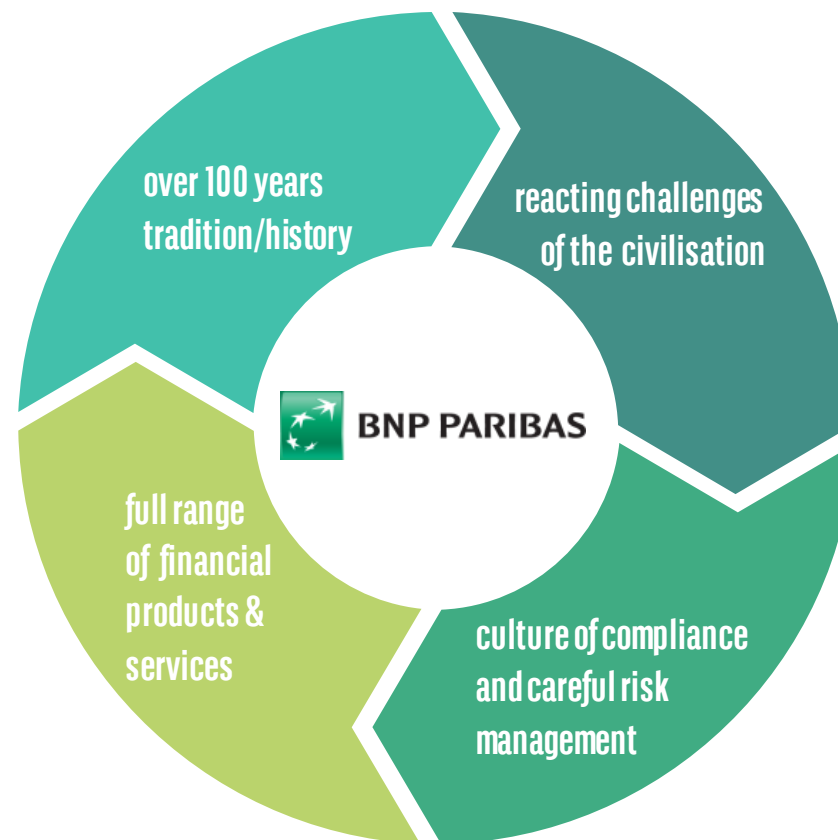 over 100 years
tradition/history
reacting challenges
of the civilisation
BNP PARIBAS
full range
of financial
products &
services
culture of compliance
and careful risk
management